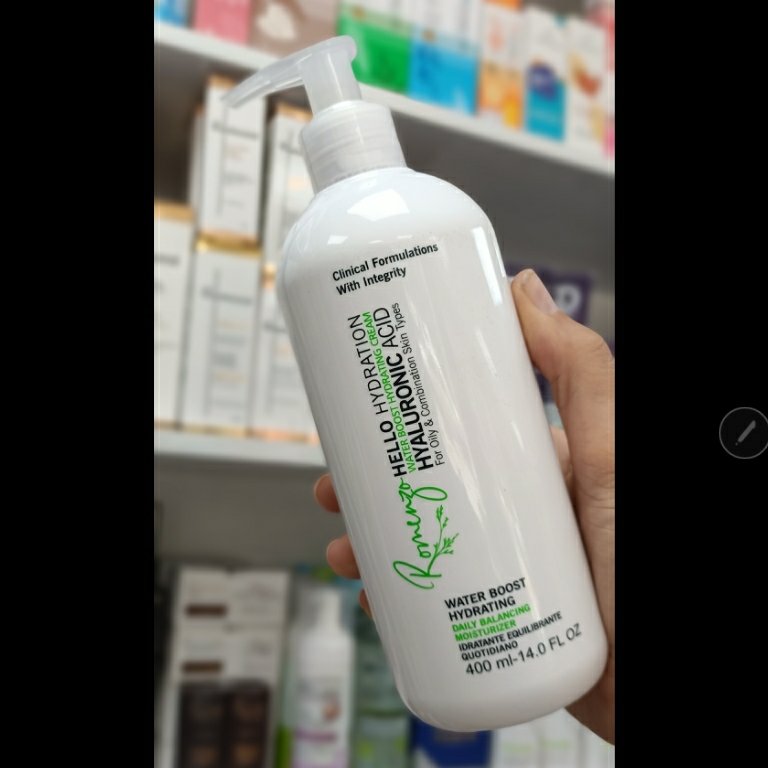 Clinical Formulations
With Integrity
HELLO HYDRATION
WATER BOOST HYDRATING CREAM
HYALURONIC ACID
For Oily & Combination Skin Types
Romenzo
WATER BOOST
HYDRATING
DAILY BALANCING
MOISTURIZER
IDRATANTE EQUILIBRANTE
QUOTIDIANO
400 ml-14.0 FL OZ